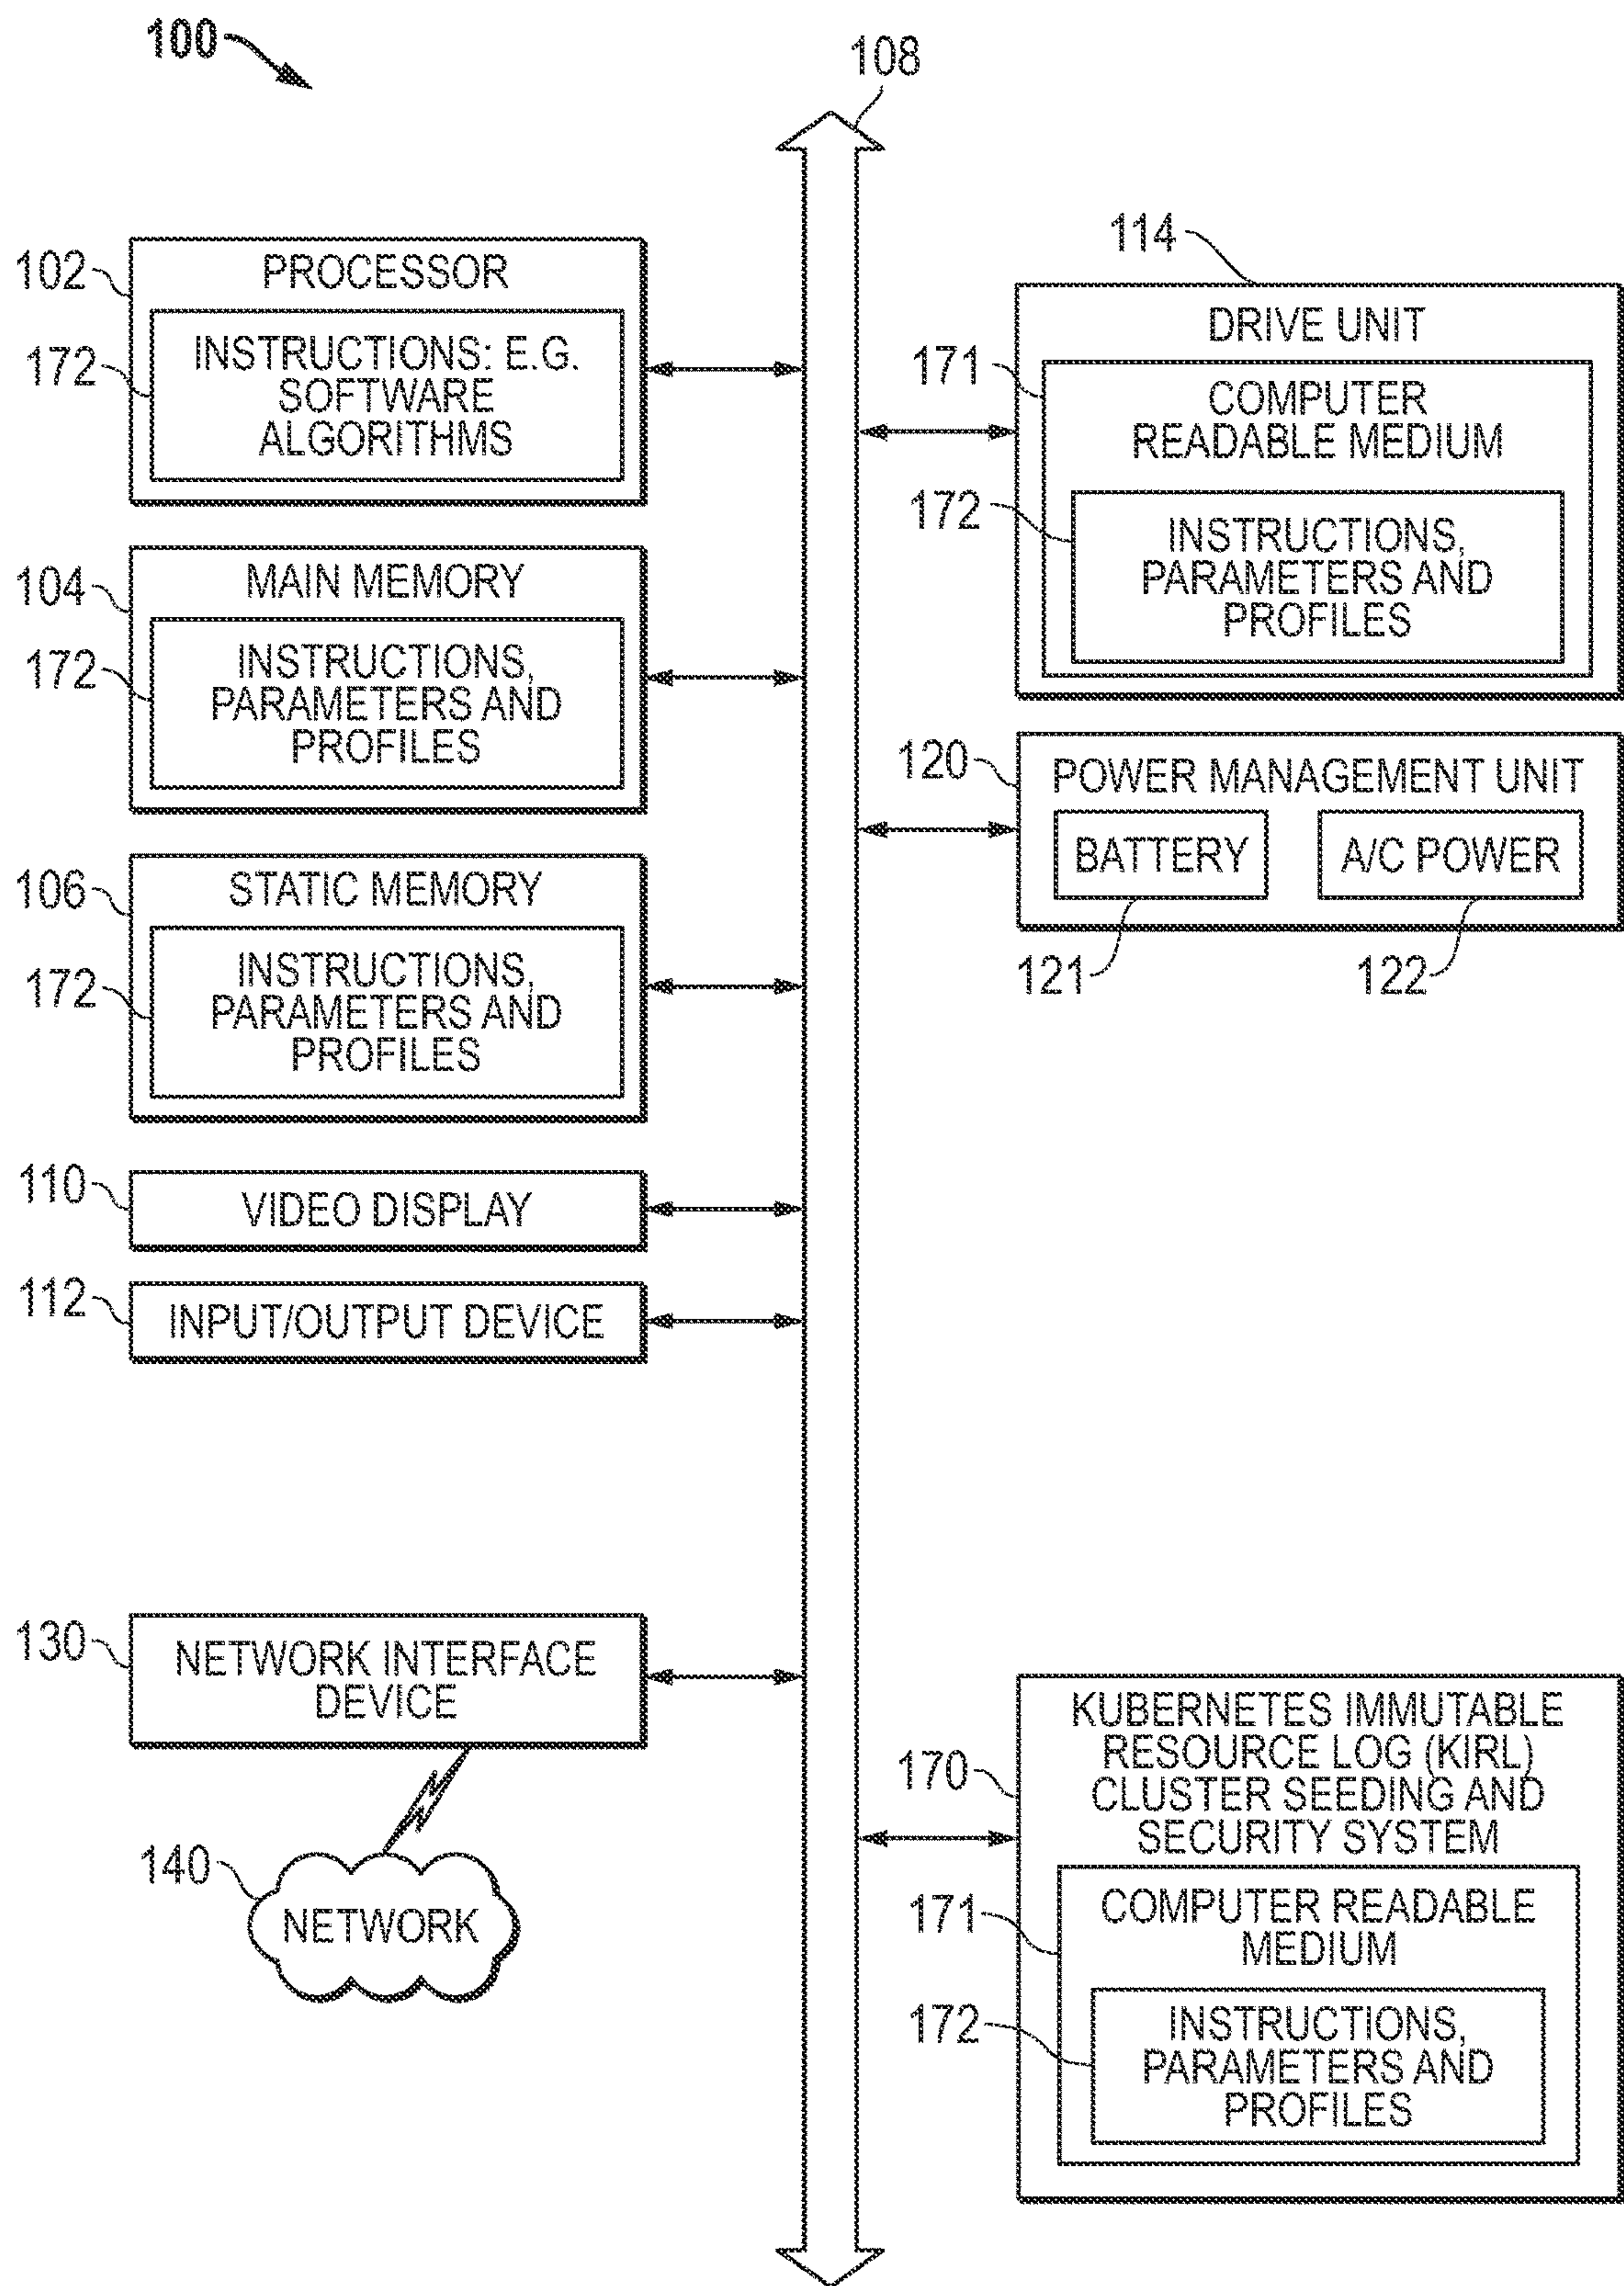 100
108
102
PROCESSOR
172
INSTRUCTIONS: E.G.
SOFTWARE
ALGORITHMS
104
MAIN MEMORY
172
INSTRUCTIONS,
PARAMETERS AND
PROFILES
106
STATIC MEMORY
172
INSTRUCTIONS,
PARAMETERS AND
PROFILES
110
VIDEO DISPLAY
112
INPUT/OUTPUT DEVICE
130
NETWORK INTERFACE
DEVICE
140
NETWORK
114
DRIVE UNIT
171
COMPUTER
READABLE MEDIUM
172
INSTRUCTIONS,
PARAMETERS AND
PROFILES
120
POWER MANAGEMENT UNIT
BATTERY
A/C POWER
121
122
170
KUBERNETES IMMUTABLE
RESOURCE LOG (KIRL)
CLUSTER SEEDING AND
SECURITY SYSTEM
171
COMPUTER READABLE
MEDIUM
172
INSTRUCTIONS,
PARAMETERS AND
PROFILES